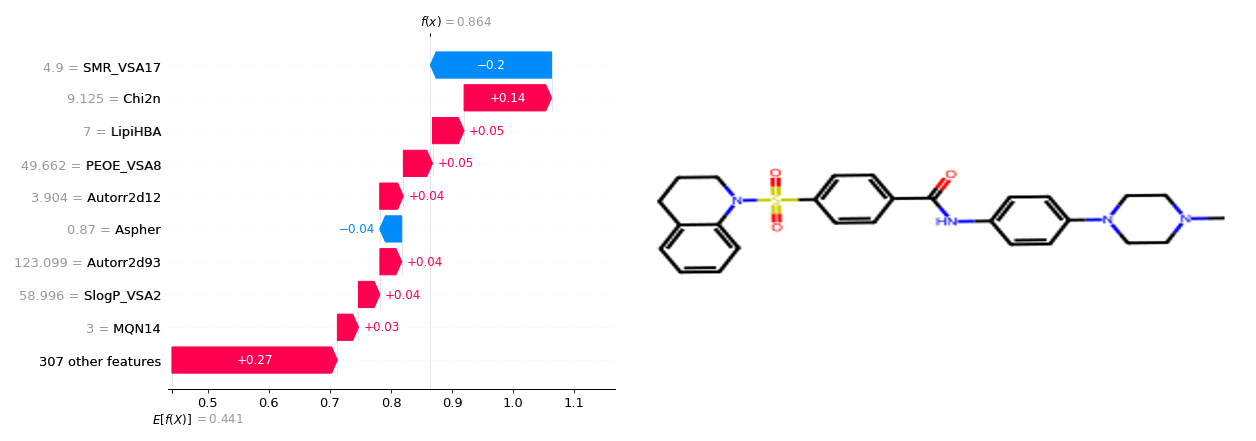 f(x) = 0.864
4.9 = SMR_VSA17
−0.2
9.125 = Chi2n
+0.14
7 = LipiHBA
+0.05
49.662 = PEOE_VSA8
+0.05
3.904 = Autorr2d12
+0.04
0.87 = Aspher
−0.04
123.099 = Autorr2d93
+0.04
58.996 = SlogP_VSA2
+0.04
3 = MQN14
+0.03
307 other features
+0.27
0.5 0.6 0.7 0.8 0.9 1.0 1.1
E[f(X)] = 0.441
O
O
N
S
O
HN
N
N